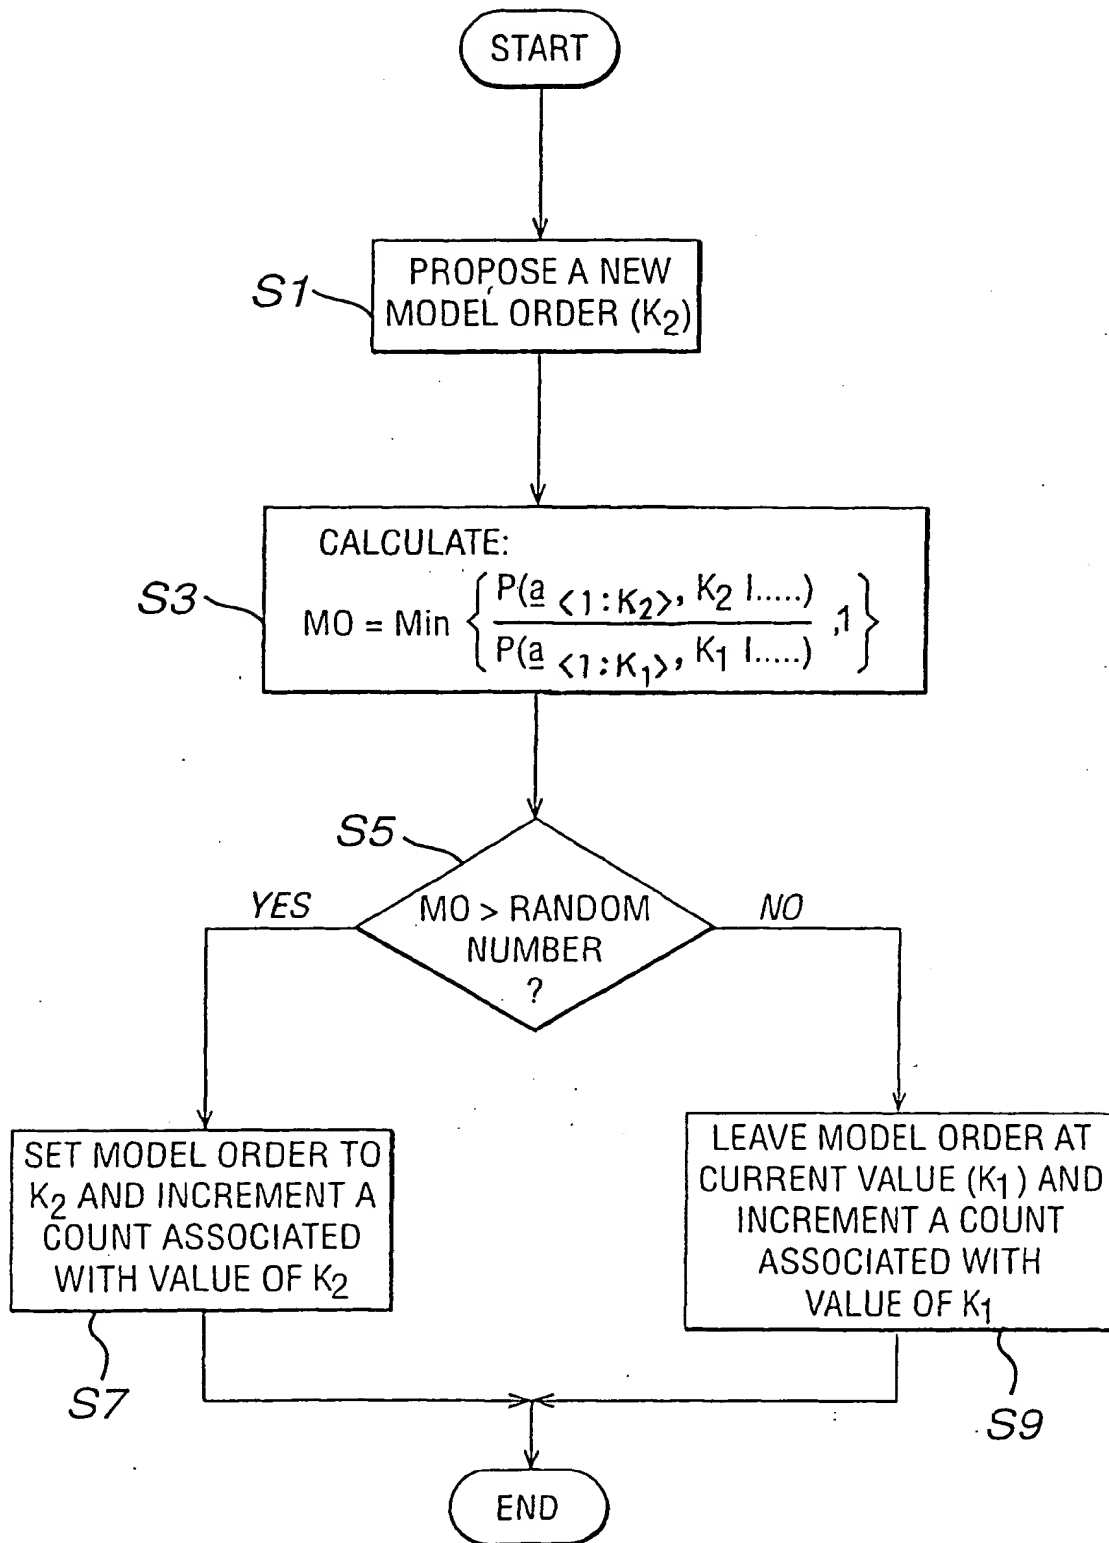 START
S1
PROPOSE A NEW
MODEL ORDER (K2)
S3
CALCULATE:
MO = Min { P(a <1:K2>, K2 I.....) / P(a <1:K1>, K1 I.....) ,1 }
S5
YES
MO > RANDOM
NUMBER
?
NO
SET MODEL ORDER TO
K2 AND INCREMENT A
COUNT ASSOCIATED
WITH VALUE OF K2
S7
LEAVE MODEL ORDER AT
CURRENT VALUE (K1) AND
INCREMENT A COUNT
ASSOCIATED WITH
VALUE OF K1
S9
END